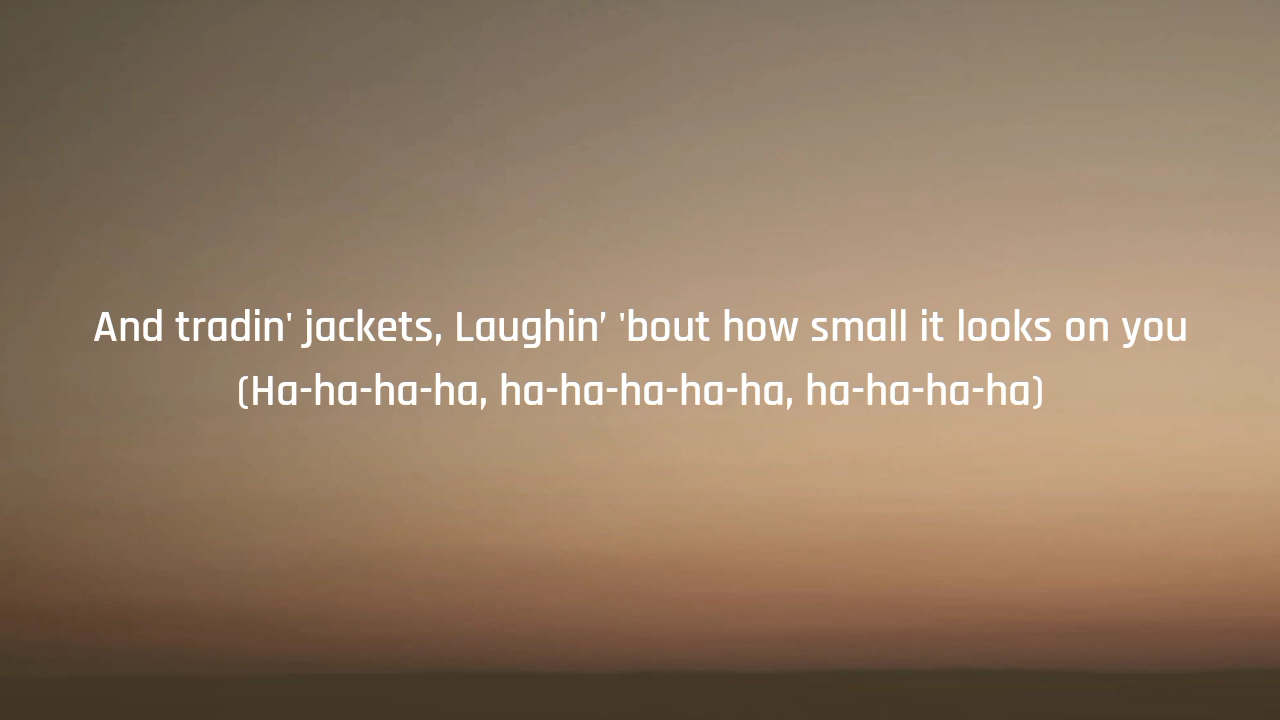 And tradin' jackets, Laughin’ 'bout how small it looks on you
(Ha-ha-ha-ha, ha-ha-ha-ha-ha, ha-ha-ha-ha)